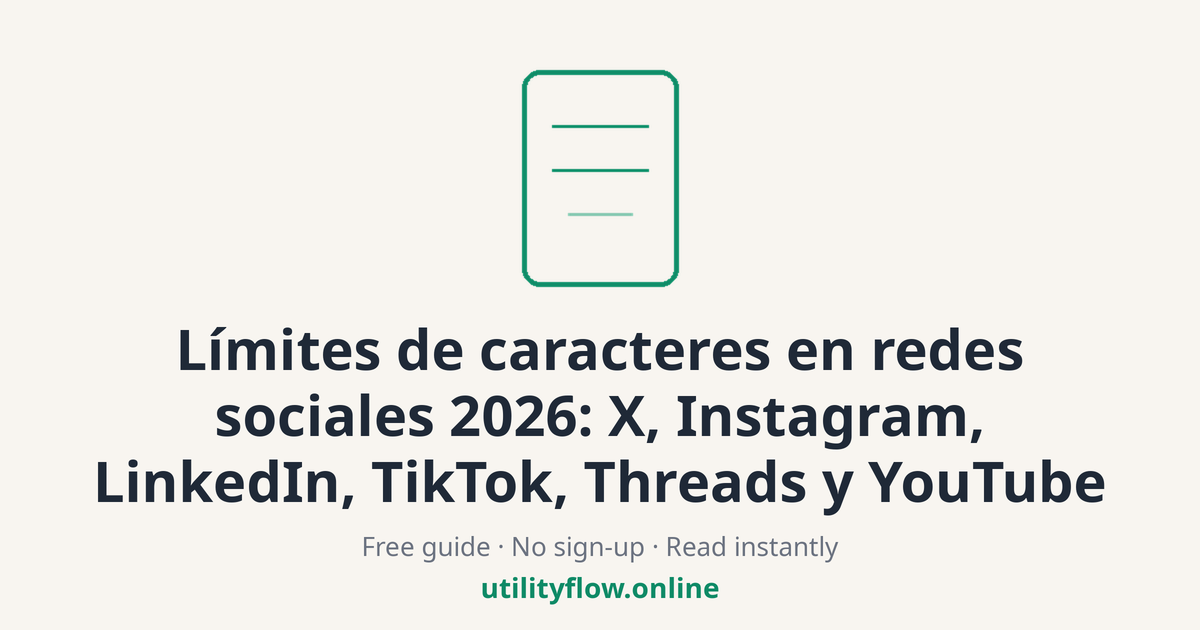 Límites de caracteres en redes
sociales 2026: X, Instagram,
LinkedIn, TikTok, Threads y YouTube
Free guide · No sign-up · Read instantly
utilityflow.online